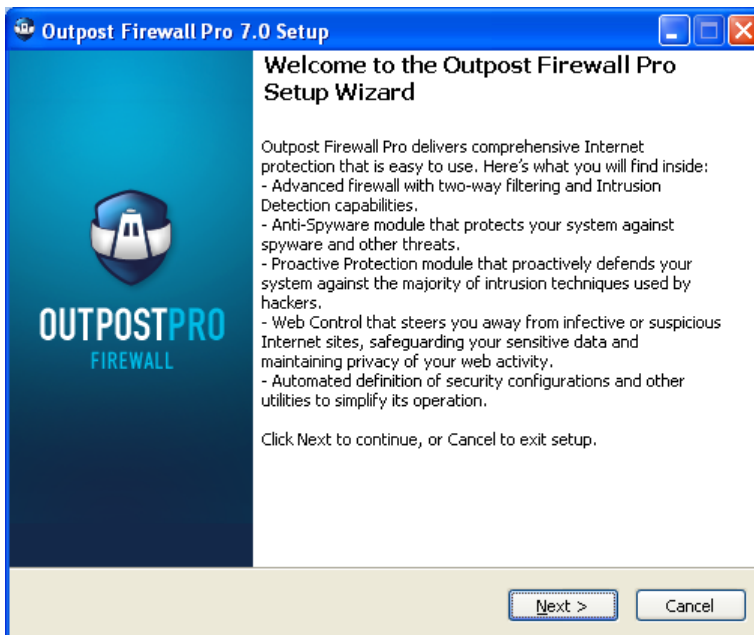 Outpost Firewall Pro 7.0 Setup
Welcome to the Outpost Firewall Pro
Setup Wizard
Outpost Firewall Pro delivers comprehensive Internet
protection that is easy to use. Here's what you will find inside:
- Advanced firewall with two-way filtering and Intrusion
Detection capabilities.
- Anti-Spyware module that protects your system against
spyware and other threats.
- Proactive Protection module that proactively defends your
system against the majority of intrusion techniques used by
hackers.
- Web Control that steers you away from infective or suspicious
Internet sites, safeguarding your sensitive data and
maintaining privacy of your web activity.
- Automated definition of security configurations and other
utilities to simplify its operation.
Click Next to continue, or Cancel to exit setup.
OUTPOSTPRO
FIREWALL
Next >
Cancel